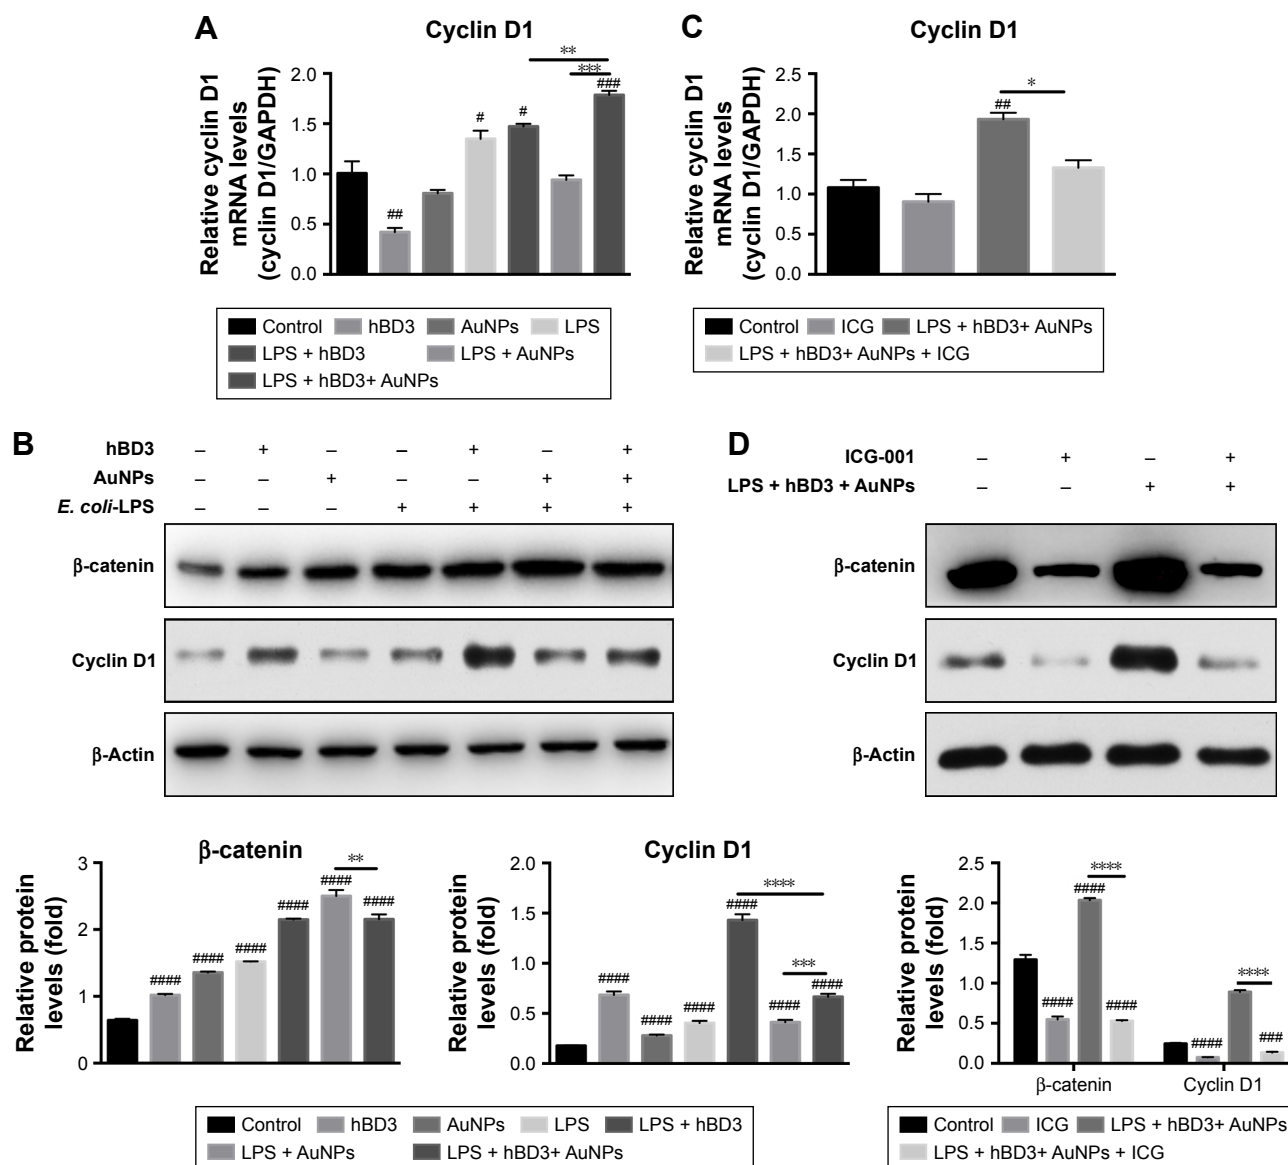 A
Cyclin D1
Relative cyclin D1
mRNA levels
(cyclin D1/GAPDH)
2.0
1.5
1.0
0.5
0.0
##
#
#
###
**
***
Control hBD3 AuNPs LPS
LPS + hBD3 LPS + AuNPs
LPS + hBD3+ AuNPs
C
Cyclin D1
Relative cyclin D1
mRNA levels
(cyclin D1/GAPDH)
2.5
2.0
1.5
1.0
0.5
0.0
##
*
Control ICG LPS + hBD3+ AuNPs
LPS + hBD3+ AuNPs + ICG
B
hBD3 – + – – + – +
AuNPs – – + – – + +
E. coli-LPS – – – + + + +
β-catenin
Cyclin D1
β-Actin
β-catenin
Relative protein
levels (fold)
3
2
1
0
####
####
####
####
####
####
**
Cyclin D1
Relative protein
levels (fold)
2.0
1.5
1.0
0.5
0.0
####
####
####
####
####
####
****
***
Control hBD3 AuNPs LPS LPS + hBD3
LPS + AuNPs LPS + hBD3+ AuNPs
D
ICG-001 – + – +
LPS + hBD3 + AuNPs – – + +
β-catenin
Cyclin D1
β-Actin
Relative protein
levels (fold)
2.5
2.0
1.5
1.0
0.5
0.0
####
####
####
****
####
###
****
β-catenin Cyclin D1
Control ICG LPS + hBD3+ AuNPs
LPS + hBD3+ AuNPs + ICG